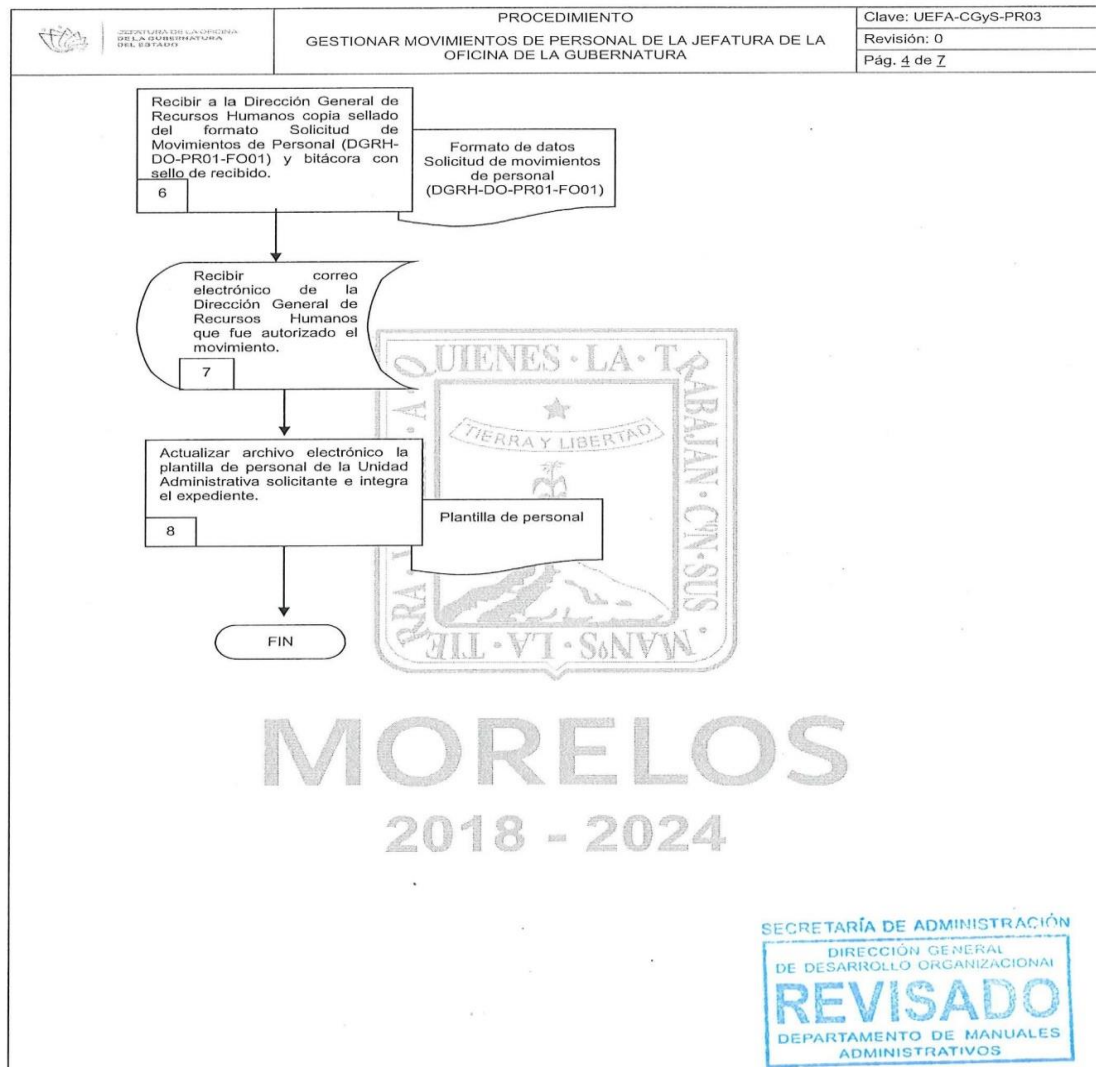 JEFATURA DE LA OFICINA
DE LA GUBERNATURA
DEL ESTADO
PROCEDIMIENTO
GESTIONAR MOVIMIENTOS DE PERSONAL DE LA JEFATURA DE LA
OFICINA DE LA GUBERNATURA
Clave: UEFA-CGyS-PR03
Revisión: 0
Pág. 4 de 7
Recibir a la Dirección General de
Recursos Humanos copia sellado
del formato Solicitud de
Movimientos de Personal (DGRH-
DO-PR01-FO01) y bitácora con
sello de recibido.
6
Formato de datos
Solicitud de movimientos
de personal
(DGRH-DO-PR01-FO01)
Recibir correo
electrónico de la
Dirección General de
Recursos Humanos
que fue autorizado el
movimiento.
7
Actualizar archivo electrónico la
plantilla de personal de la Unidad
Administrativa solicitante e integra
el expediente.
8
Plantilla de personal
FIN
A · QUIENES · LA · TRABAJAN · CON · SUS · MANOS · LA · TIERRA
TIERRA Y LIBERTAD
MORELOS
2018 - 2024
SECRETARÍA DE ADMINISTRACIÓN
DIRECCIÓN GENERAL
DE DESARROLLO ORGANIZACIONAL
REVISADO
DEPARTAMENTO DE MANUALES
ADMINISTRATIVOS